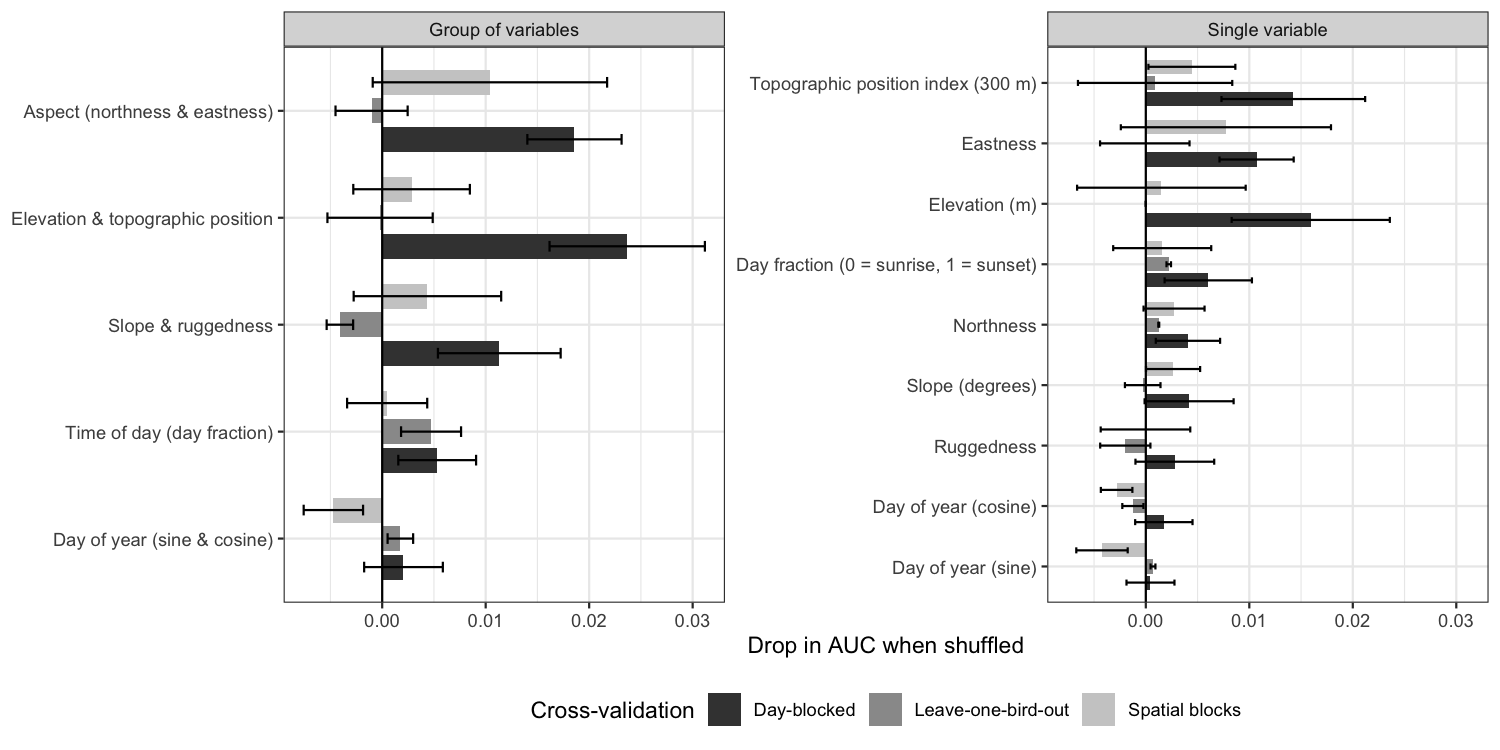 Group of variables
Aspect (northness & eastness)
Elevation & topographic position
Slope & ruggedness
Time of day (day fraction)
Day of year (sine & cosine)
0.00 0.01 0.02 0.03
Single variable
Topographic position index (300 m)
Eastness
Elevation (m)
Day fraction (0 = sunrise, 1 = sunset)
Northness
Slope (degrees)
Ruggedness
Day of year (cosine)
Day of year (sine)
0.00 0.01 0.02 0.03
Drop in AUC when shuffled
Cross-validation Day-blocked Leave-one-bird-out Spatial blocks